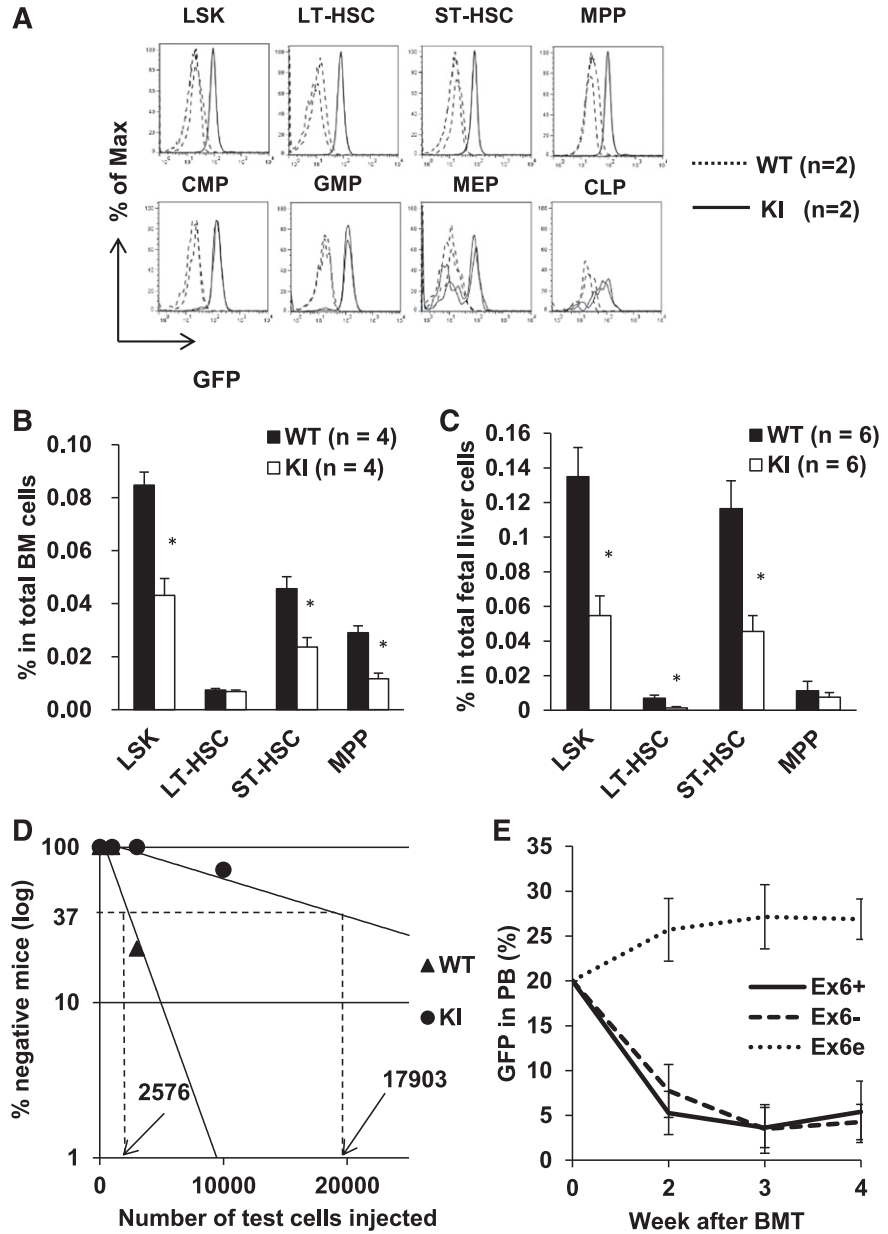 A
LSK LT-HSC ST-HSC MPP
% of Max
CMP GMP MEP CLP
WT (n=2)
KI (n=2)
GFP
B
WT (n = 4)
KI (n = 4)
% in total BM cells
0.10
0.08
0.06
0.04
0.02
0.00
*
*
*
LSK LT-HSC ST-HSC MPP
C
WT (n = 6)
KI (n = 6)
% in total fetal liver cells
0.16
0.14
0.12
0.1
0.08
0.06
0.04
0.02
0
*
*
*
LSK LT-HSC ST-HSC MPP
D
% negative mice (log)
100
37
10
1
WT
KI
2576
17903
0 10000 20000
Number of test cells injected
E
GFP in PB (%)
35
30
25
20
15
10
5
0
Ex6+
Ex6-
Ex6e
0 2 3 4
Week after BMT